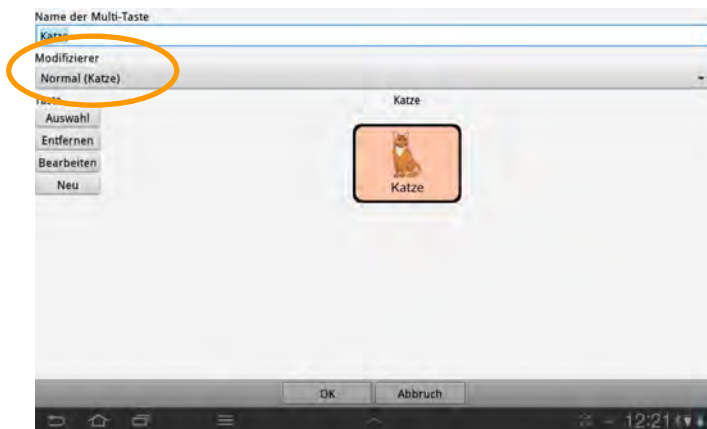 Name der Multi-Taste
Katze
Modifizierer
Normal (Katze)
Taste
Katze
Auswahl
Entfernen
Bearbeiten
Neu
Katze
OK
Abbruch
12:21